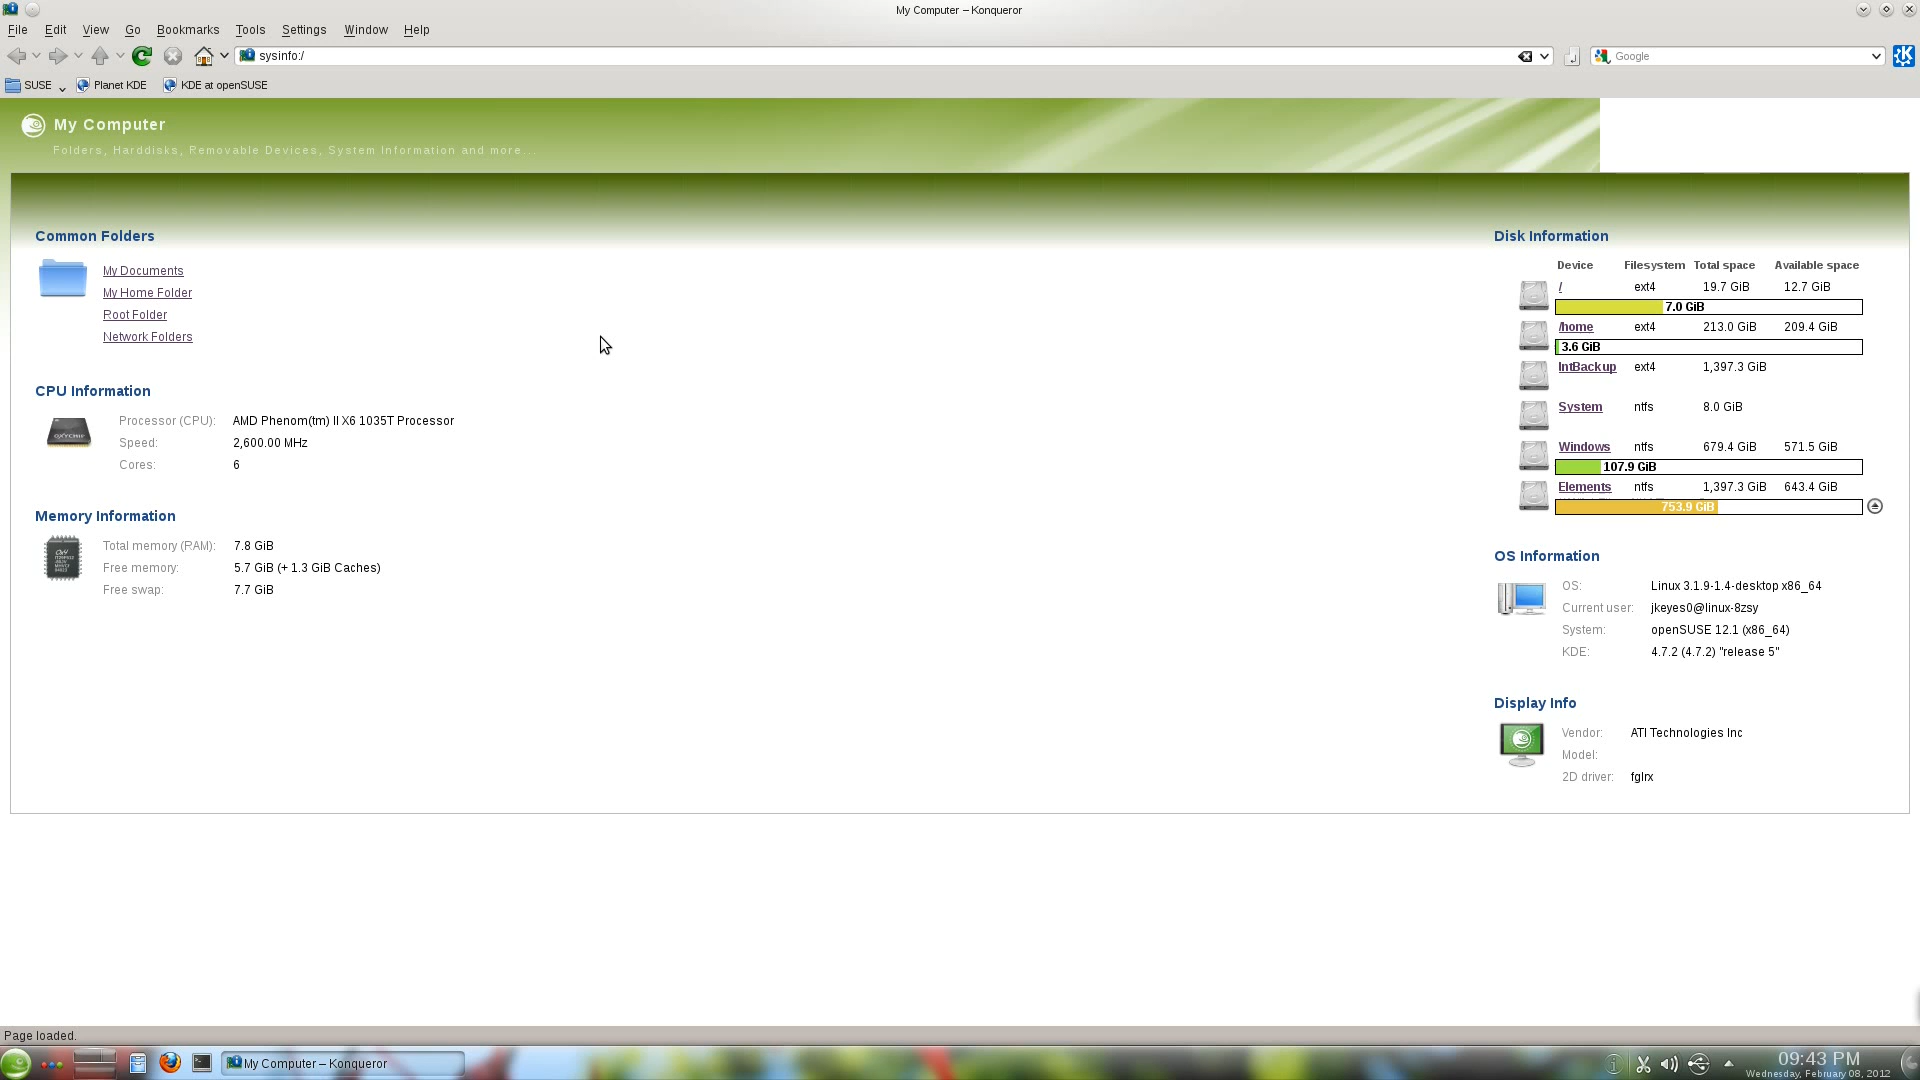 My Computer – Konqueror
File Edit View Go Bookmarks Tools Settings Window Help
sysinfo:/
Google
SUSE Planet KDE KDE at openSUSE
My Computer
Folders, Harddisks, Removable Devices, System Information and more...
Common Folders
My Documents
My Home Folder
Root Folder
Network Folders
CPU Information
Processor (CPU): AMD Phenom(tm) II X6 1035T Processor
Speed: 2,600.00 MHz
Cores: 6
Memory Information
Total memory (RAM): 7.8 GiB
Free memory: 5.7 GiB (+ 1.3 GiB Caches)
Free swap: 7.7 GiB
Disk Information
Device Filesystem Total space Available space
/ ext4 19.7 GiB 12.7 GiB
7.0 GiB
/home ext4 213.0 GiB 209.4 GiB
3.6 GiB
IntBackup ext4 1,397.3 GiB
System ntfs 8.0 GiB
Windows ntfs 679.4 GiB 571.5 GiB
107.9 GiB
Elements ntfs 1,397.3 GiB 643.4 GiB
753.9 GiB
OS Information
OS: Linux 3.1.9-1.4-desktop x86_64
Current user: jkeyes0@linux-8zsy
System: openSUSE 12.1 (x86_64)
KDE: 4.7.2 (4.7.2) "release 5"
Display Info
Vendor: ATI Technologies Inc
Model:
2D driver: fglrx
Page loaded.
My Computer – Konqueror
09:43 PM
Wednesday, February 08, 2012